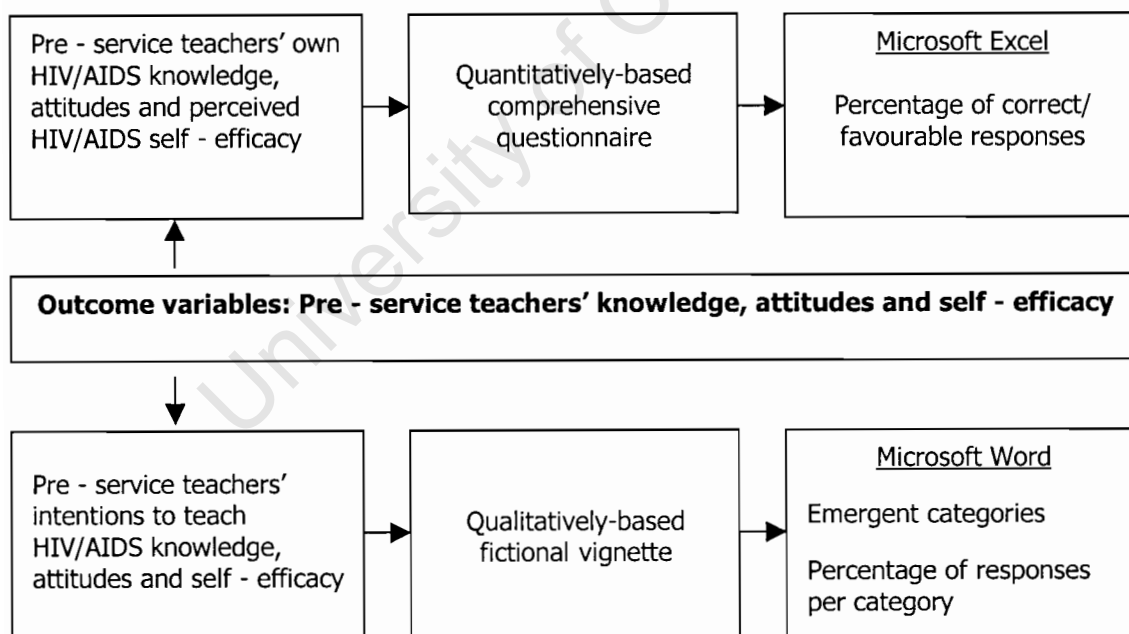 Pre - service teachers’ own
HIV/AIDS knowledge,
attitudes and perceived
HIV/AIDS self - efficacy
Quantitatively-based
comprehensive
questionnaire
Microsoft Excel
Percentage of correct/
favourable responses
Outcome variables: Pre - service teachers’ knowledge, attitudes and self - efficacy
Pre - service teachers’
intentions to teach
HIV/AIDS knowledge,
attitudes and self - efficacy
Qualitatively-based
fictional vignette
Microsoft Word
Emergent categories
Percentage of responses
per category
University of C